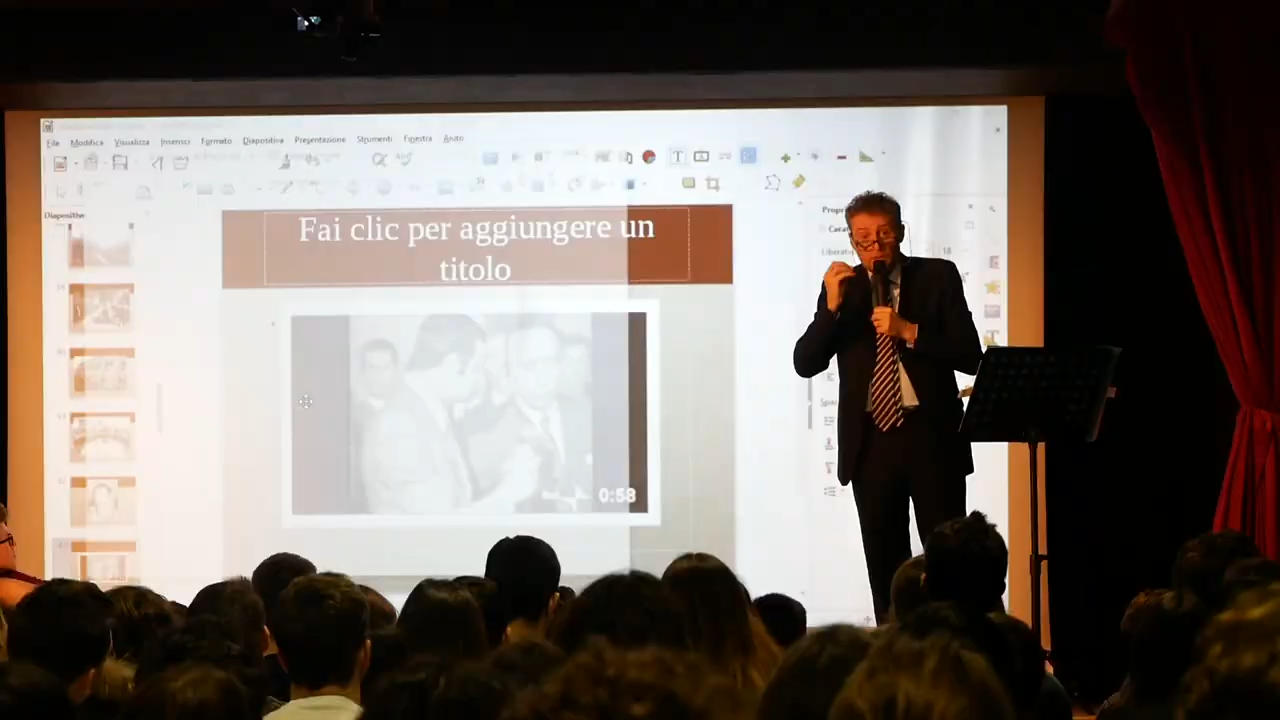 File Modifica Visualizza Inserisci Formato Diapositiva Presentazione Strumenti Finestra Aiuto
Diapositive
Fai clic per aggiungere un
titolo
0:58
18